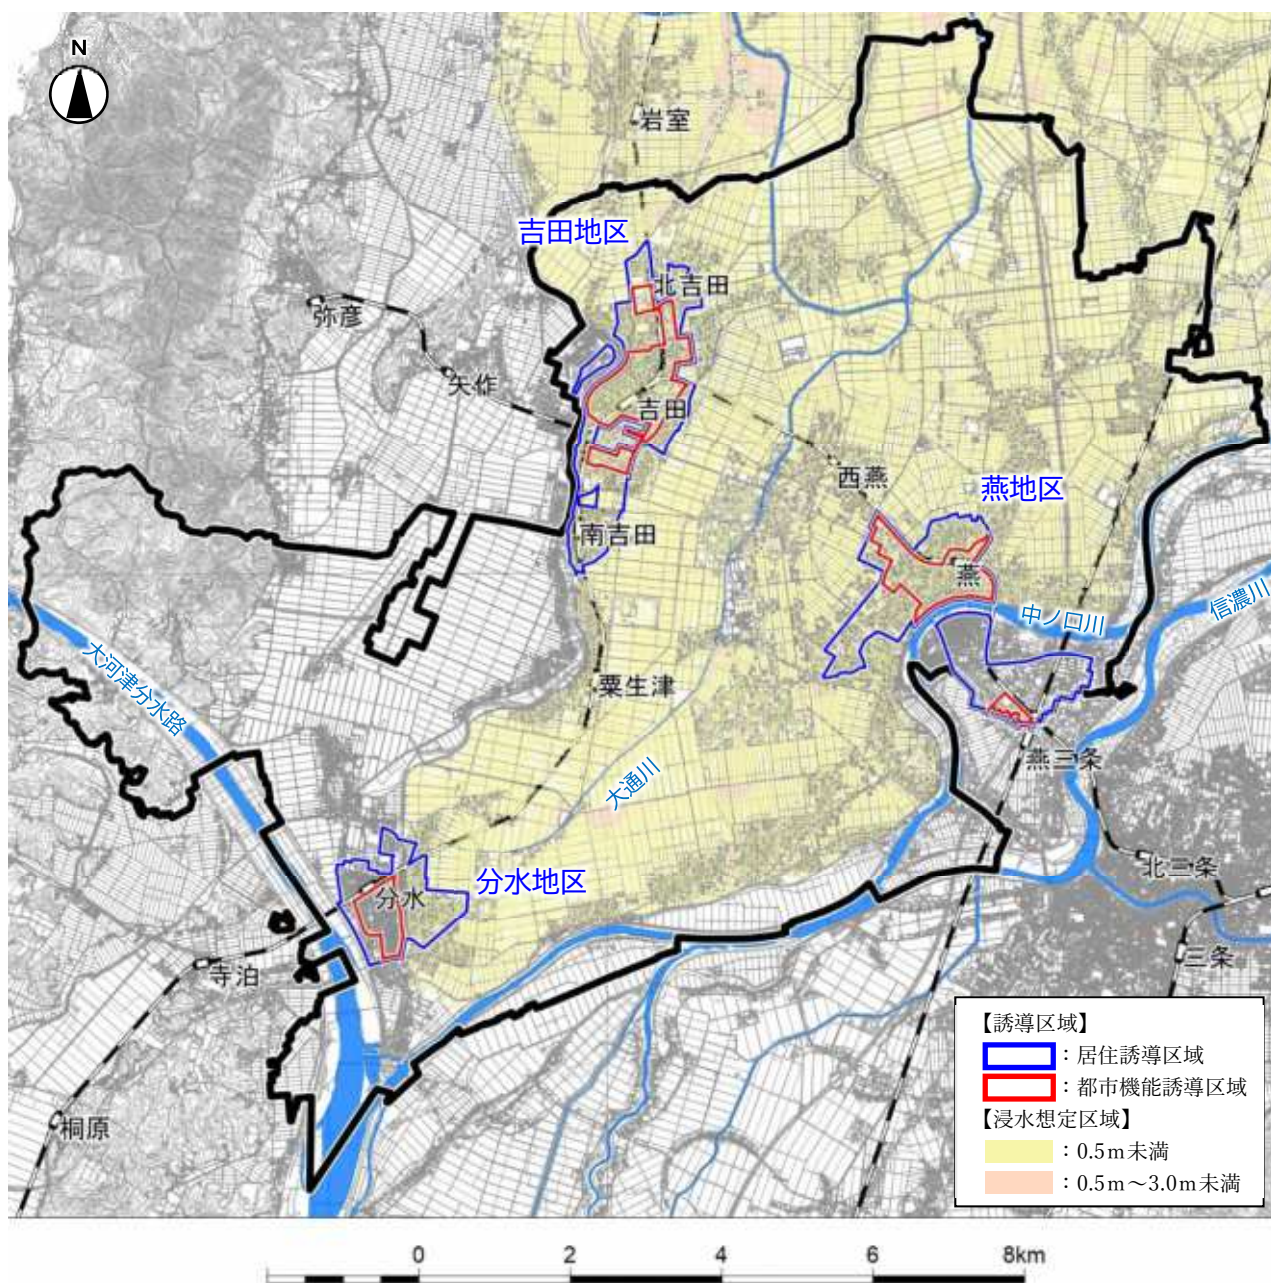 N
岩室
吉田地区
北吉田
弥彦
矢作
吉田
西燕
燕地区
南吉田
燕
中ノ口川
信濃川
大河津分水路
粟生津
燕三条
大通川
分水地区
分水
北三条
三条
寺泊
桐原
【誘導区域】
:居住誘導区域
:都市機能誘導区域
【浸水想定区域】
:0.5m未満
:0.5m～3.0m未満
0 2 4 6 8km